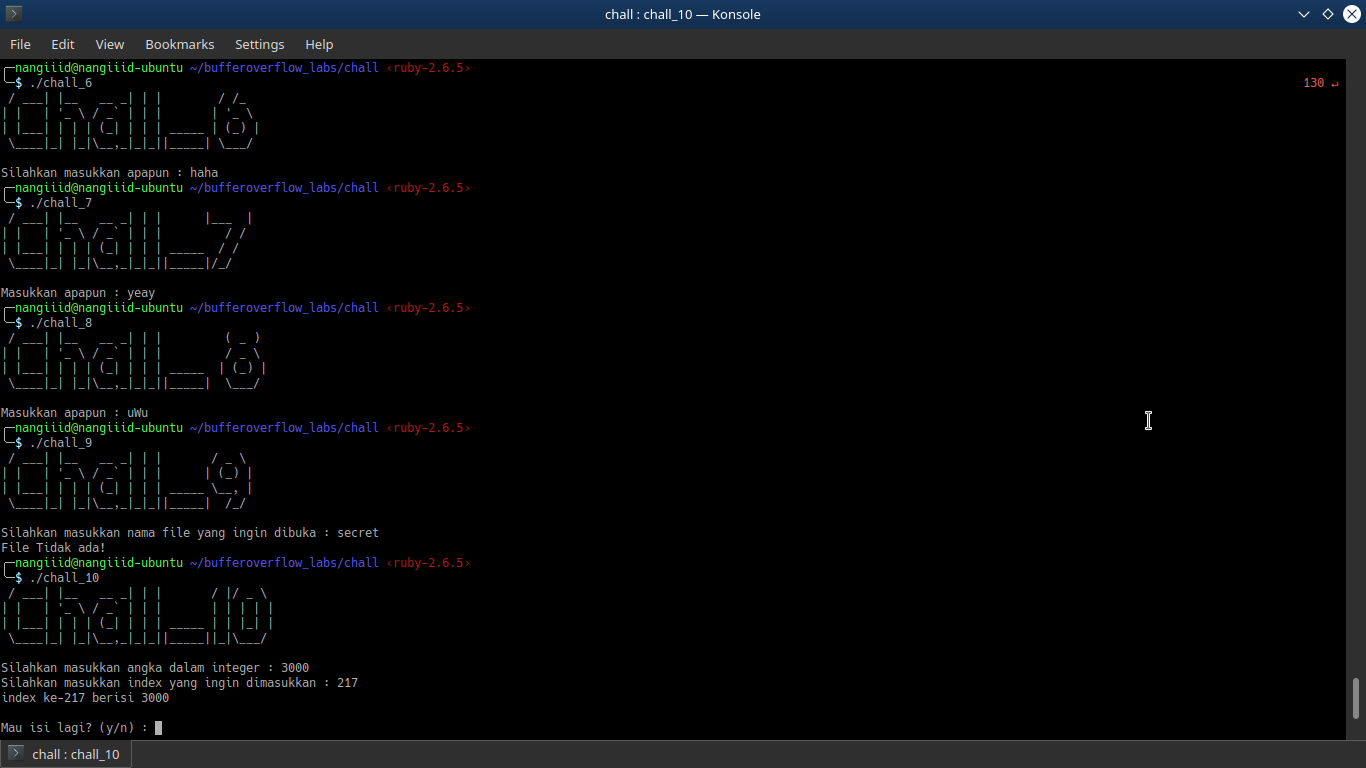 chall : chall_10 — Konsole
File Edit View Bookmarks Settings Help
╭─nangiiid@nangiiid-ubuntu ~/bufferoverflow_labs/chall ‹ruby-2.6.5›
╰─$ ./chall_6 130 ↵
 / ___| |__   __ _| | |        / /_
| |   | '_ \ / _` | | |       | '_ \
| |___| | | | (_| | | | _____ | (_) |
 \____|_| |_|\__,_|_|_||_____| \___/
Silahkan masukkan apapun : haha
╭─nangiiid@nangiiid-ubuntu ~/bufferoverflow_labs/chall ‹ruby-2.6.5›
╰─$ ./chall_7
 / ___| |__   __ _| | |      |___  |
| |   | '_ \ / _` | | |         / /
| |___| | | | (_| | | | _____  / /
 \____|_| |_|\__,_|_|_||_____|/_/
Masukkan apapun : yeay
╭─nangiiid@nangiiid-ubuntu ~/bufferoverflow_labs/chall ‹ruby-2.6.5›
╰─$ ./chall_8
 / ___| |__   __ _| | |         ( _ )
| |   | '_ \ / _` | | |         / _ \
| |___| | | | (_| | | | _____  | (_) |
 \____|_| |_|\__,_|_|_||_____|  \___/
Masukkan apapun : uWu
╭─nangiiid@nangiiid-ubuntu ~/bufferoverflow_labs/chall ‹ruby-2.6.5›
╰─$ ./chall_9
 / ___| |__   __ _| | |       / _ \
| |   | '_ \ / _` | | |      | (_) |
| |___| | | | (_| | | | _____ \__, |
 \____|_| |_|\__,_|_|_||_____|  /_/
Silahkan masukkan nama file yang ingin dibuka : secret
File Tidak ada!
╭─nangiiid@nangiiid-ubuntu ~/bufferoverflow_labs/chall ‹ruby-2.6.5›
╰─$ ./chall_10
 / ___| |__   __ _| | |       / |/ _ \
| |   | '_ \ / _` | | |       | | | | |
| |___| | | | (_| | | | _____ | | |_| |
 \____|_| |_|\__,_|_|_||_____||_|\___/
Silahkan masukkan angka dalam integer : 3000
Silahkan masukkan index yang ingin dimasukkan : 217
index ke-217 berisi 3000
Mau isi lagi? (y/n) :
chall : chall_10